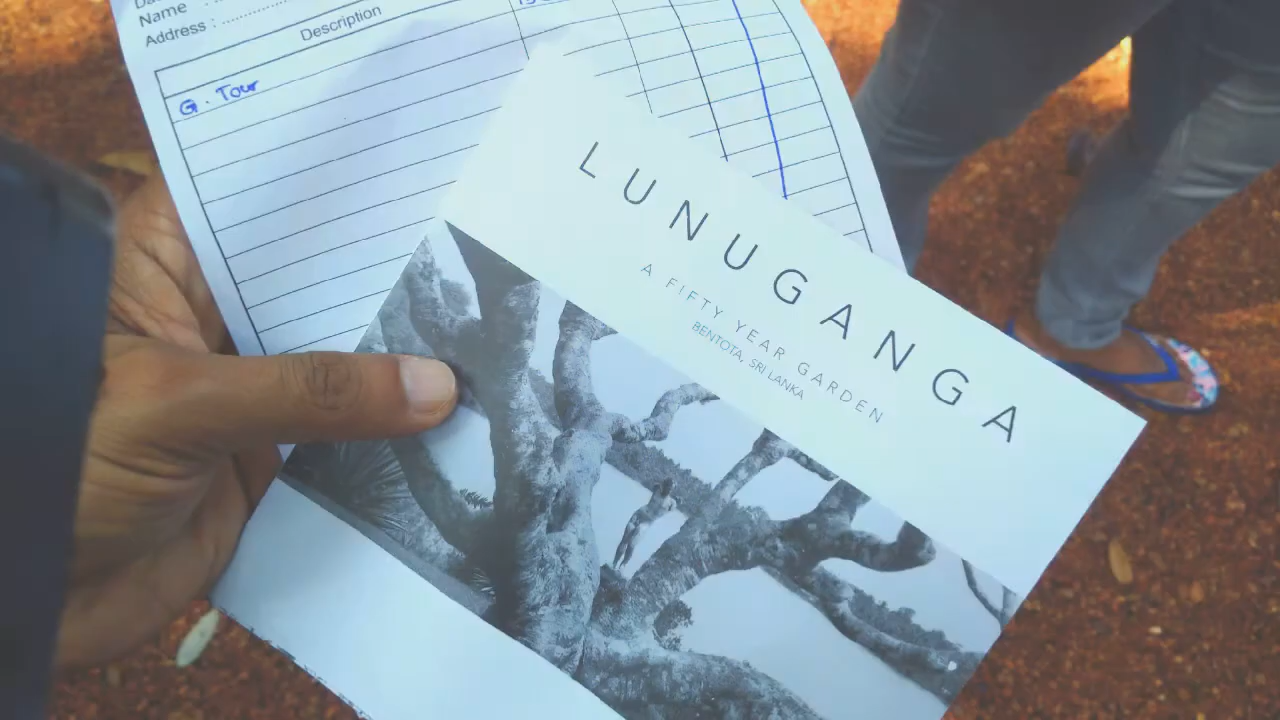 Name : ..
Address : ................
Description
G. Tour
LUNUGANGA
A FIFTY YEAR GARDEN
BENTOTA, SRI LANKA